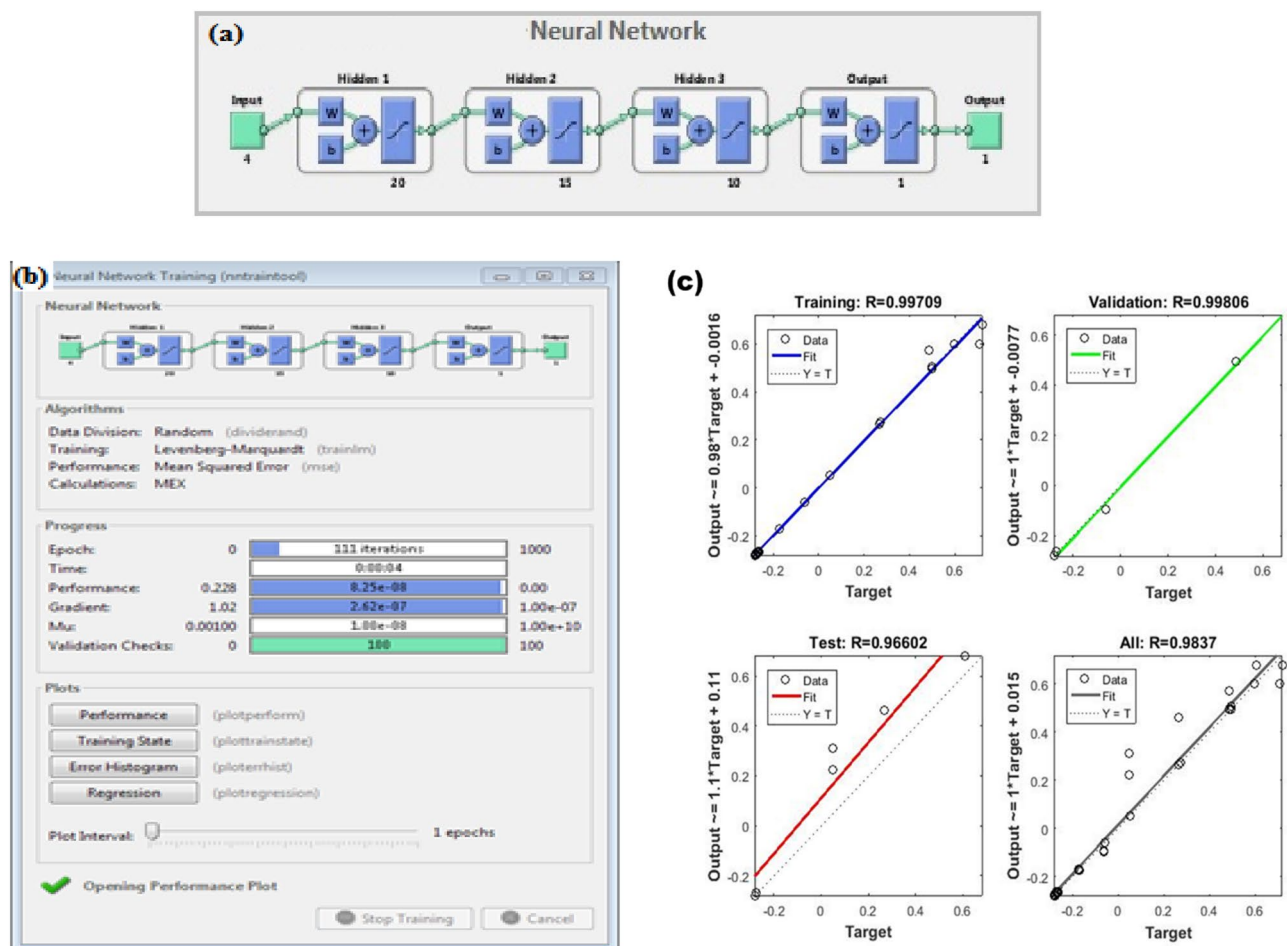 (a)
Neural Network
Hidden 1
Hidden 2
Hidden 3
Output
Input
Output
W
b
+
W
b
+
W
b
+
W
b
+
4
20
15
10
1
1
(b) Neural Network Training (nntraintool)
Neural Network
Hidden 1
Hidden 2
Hidden 3
Output
Input
Output
Algorithms
Data Division: Random (dividerand)
Training: Levenberg-Marquardt (trainlm)
Performance: Mean Squared Error (mse)
Calculations: MEX
Progress
Epoch: 0 111 iterations 1000
Time: 0:00:04
Performance: 0.228 8.25e-08 0.00
Gradient: 1.02 2.62e-07 1.00e-07
Mu: 0.00100 1.00e-08 1.00e+10
Validation Checks: 0 100 100
Plots
Performance (plotperform)
Training State (plottrainstate)
Error Histogram (ploterrhist)
Regression (plotregression)
Plot Interval: 1 epochs
Opening Performance Plot
Stop Training
Cancel
(c)
Training: R=0.99709
Output ~= 0.98*Target + -0.0016
Data
Fit
Y = T
0.6
0.4
0.2
0
-0.2
-0.2 0 0.2 0.4 0.6
Target
Validation: R=0.99806
Output ~= 1*Target + -0.0077
Data
Fit
Y = T
0.6
0.4
0.2
0
-0.2
-0.2 0 0.2 0.4 0.6
Target
Test: R=0.96602
Output ~= 1.1*Target + 0.11
Data
Fit
Y = T
0.6
0.4
0.2
0
-0.2
-0.2 0 0.2 0.4 0.6
Target
All: R=0.9837
Output ~= 1*Target + 0.015
Data
Fit
Y = T
0.6
0.4
0.2
0
-0.2
-0.2 0 0.2 0.4 0.6
Target